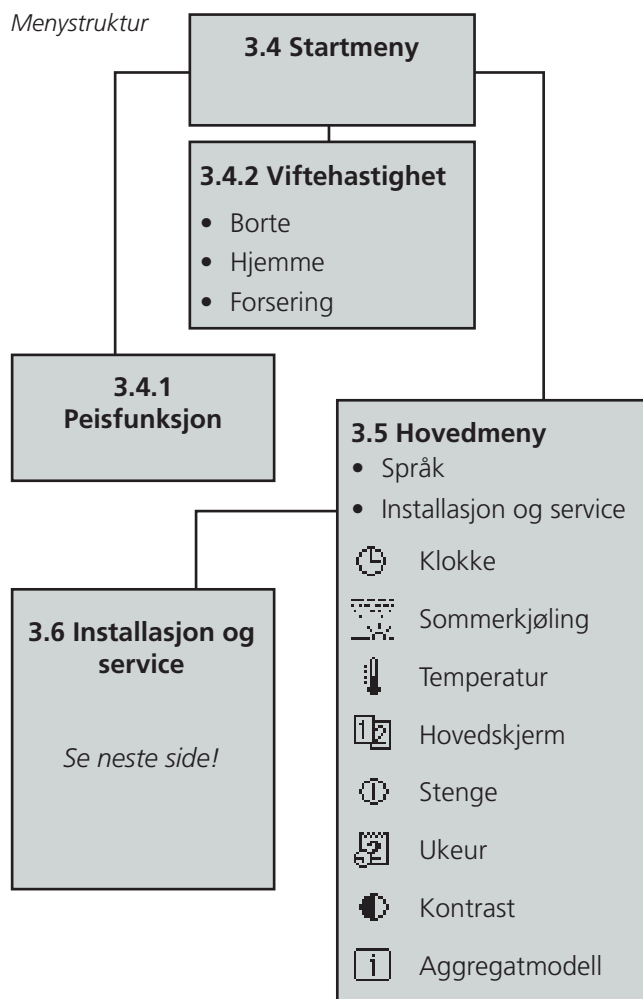 Menystruktur
3.4 Startmeny
3.4.2 Viftehastighet
• Borte
• Hjemme
• Forsering
3.4.1
Peisfunksjon
3.5 Hovedmeny
• Språk
• Installasjon og service
Klokke
Sommerkjøling
Temperatur
Hovedskjerm
Stenge
Ukeur
Kontrast
Aggregatmodell
3.6 Installasjon og
service
Se neste side!